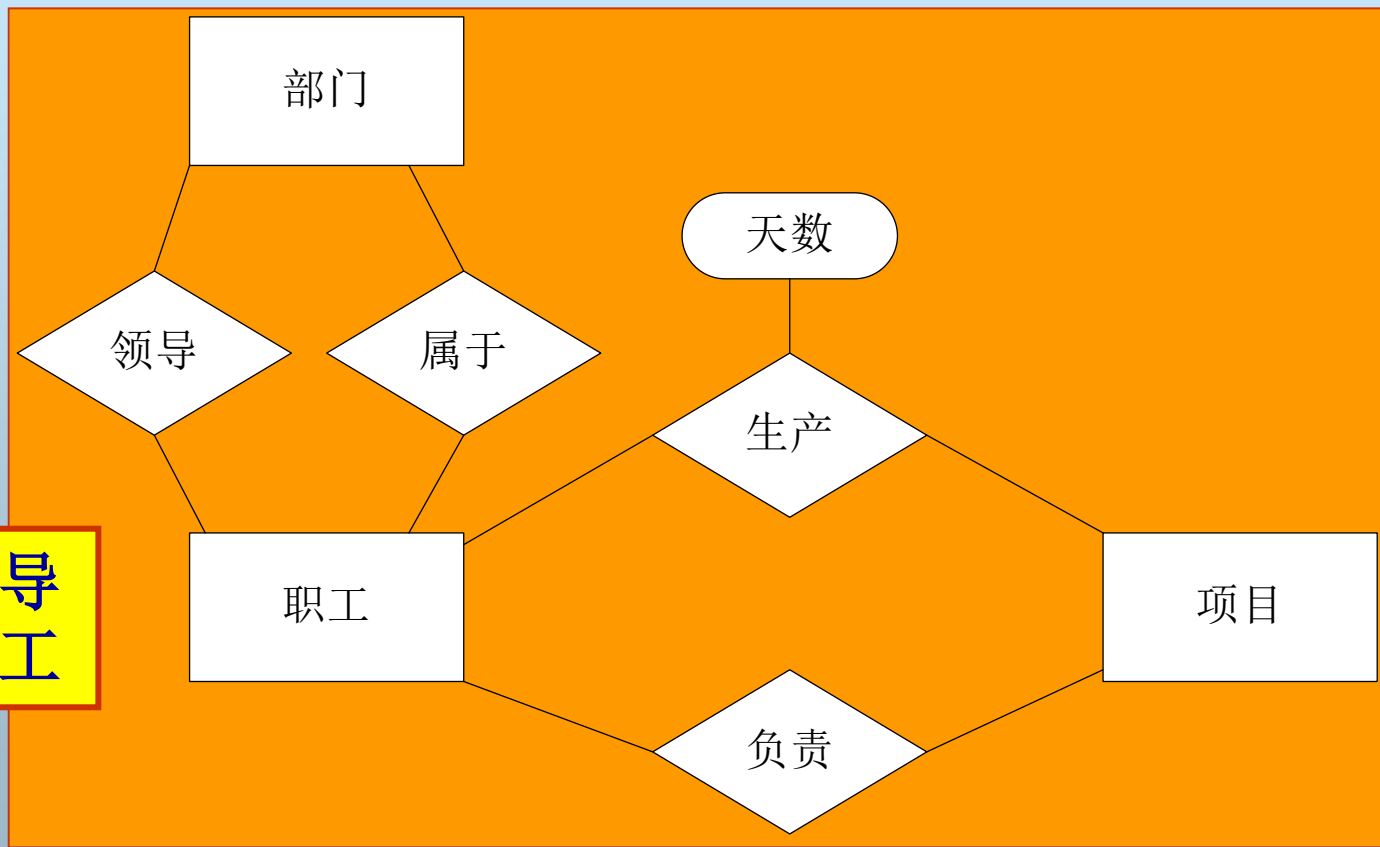 部门
天数
领导
属于
生产
导
工
职工
项目
负责